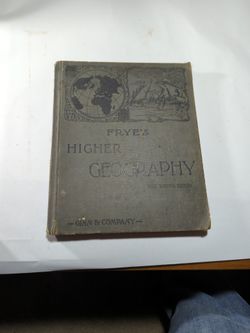 FRYE'S
HIGHER
GEOGRAPHY
-GINN & COMPANY-